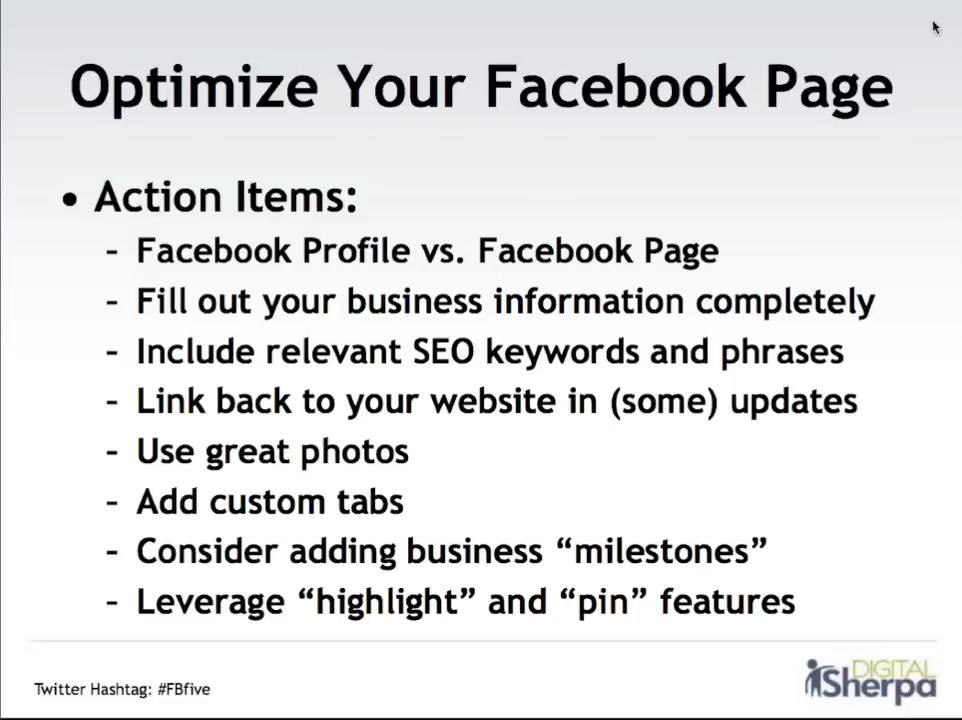 Optimize Your Facebook Page
• Action Items:
– Facebook Profile vs. Facebook Page
– Fill out your business information completely
– Include relevant SEO keywords and phrases
– Link back to your website in (some) updates
– Use great photos
– Add custom tabs
– Consider adding business “milestones”
– Leverage “highlight” and “pin” features
Twitter Hashtag: #FBfive
DIGITAL
Sherpa